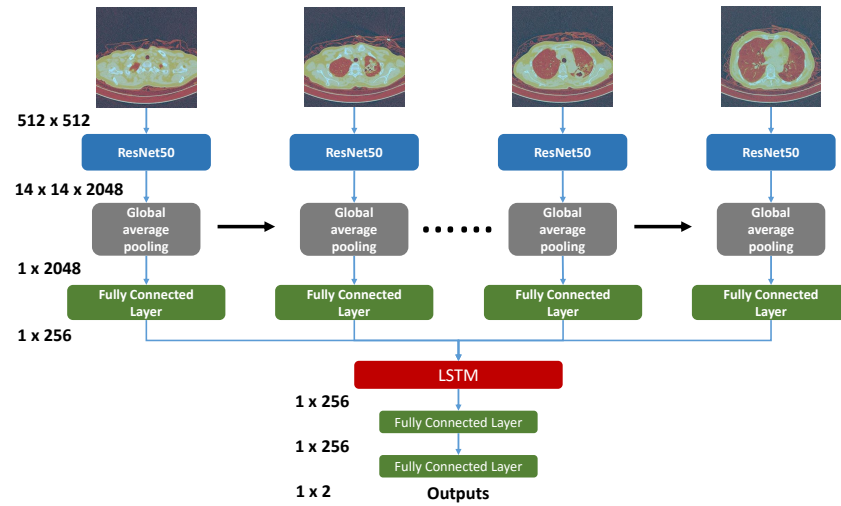 512 x 512
ResNet50 ResNet50 ResNet50 ResNet50
14 x 14 x 2048
Global Global Global Global
average average average average
pooling pooling pooling pooling
1 x 2048
Fully Connected Fully Connected Fully Connected Fully Connected
Layer Layer Layer Layer
1 x 256
LSTM
1 x 256
Fully Connected Layer
1 x 256
Fully Connected Layer
1 x 2 Outputs